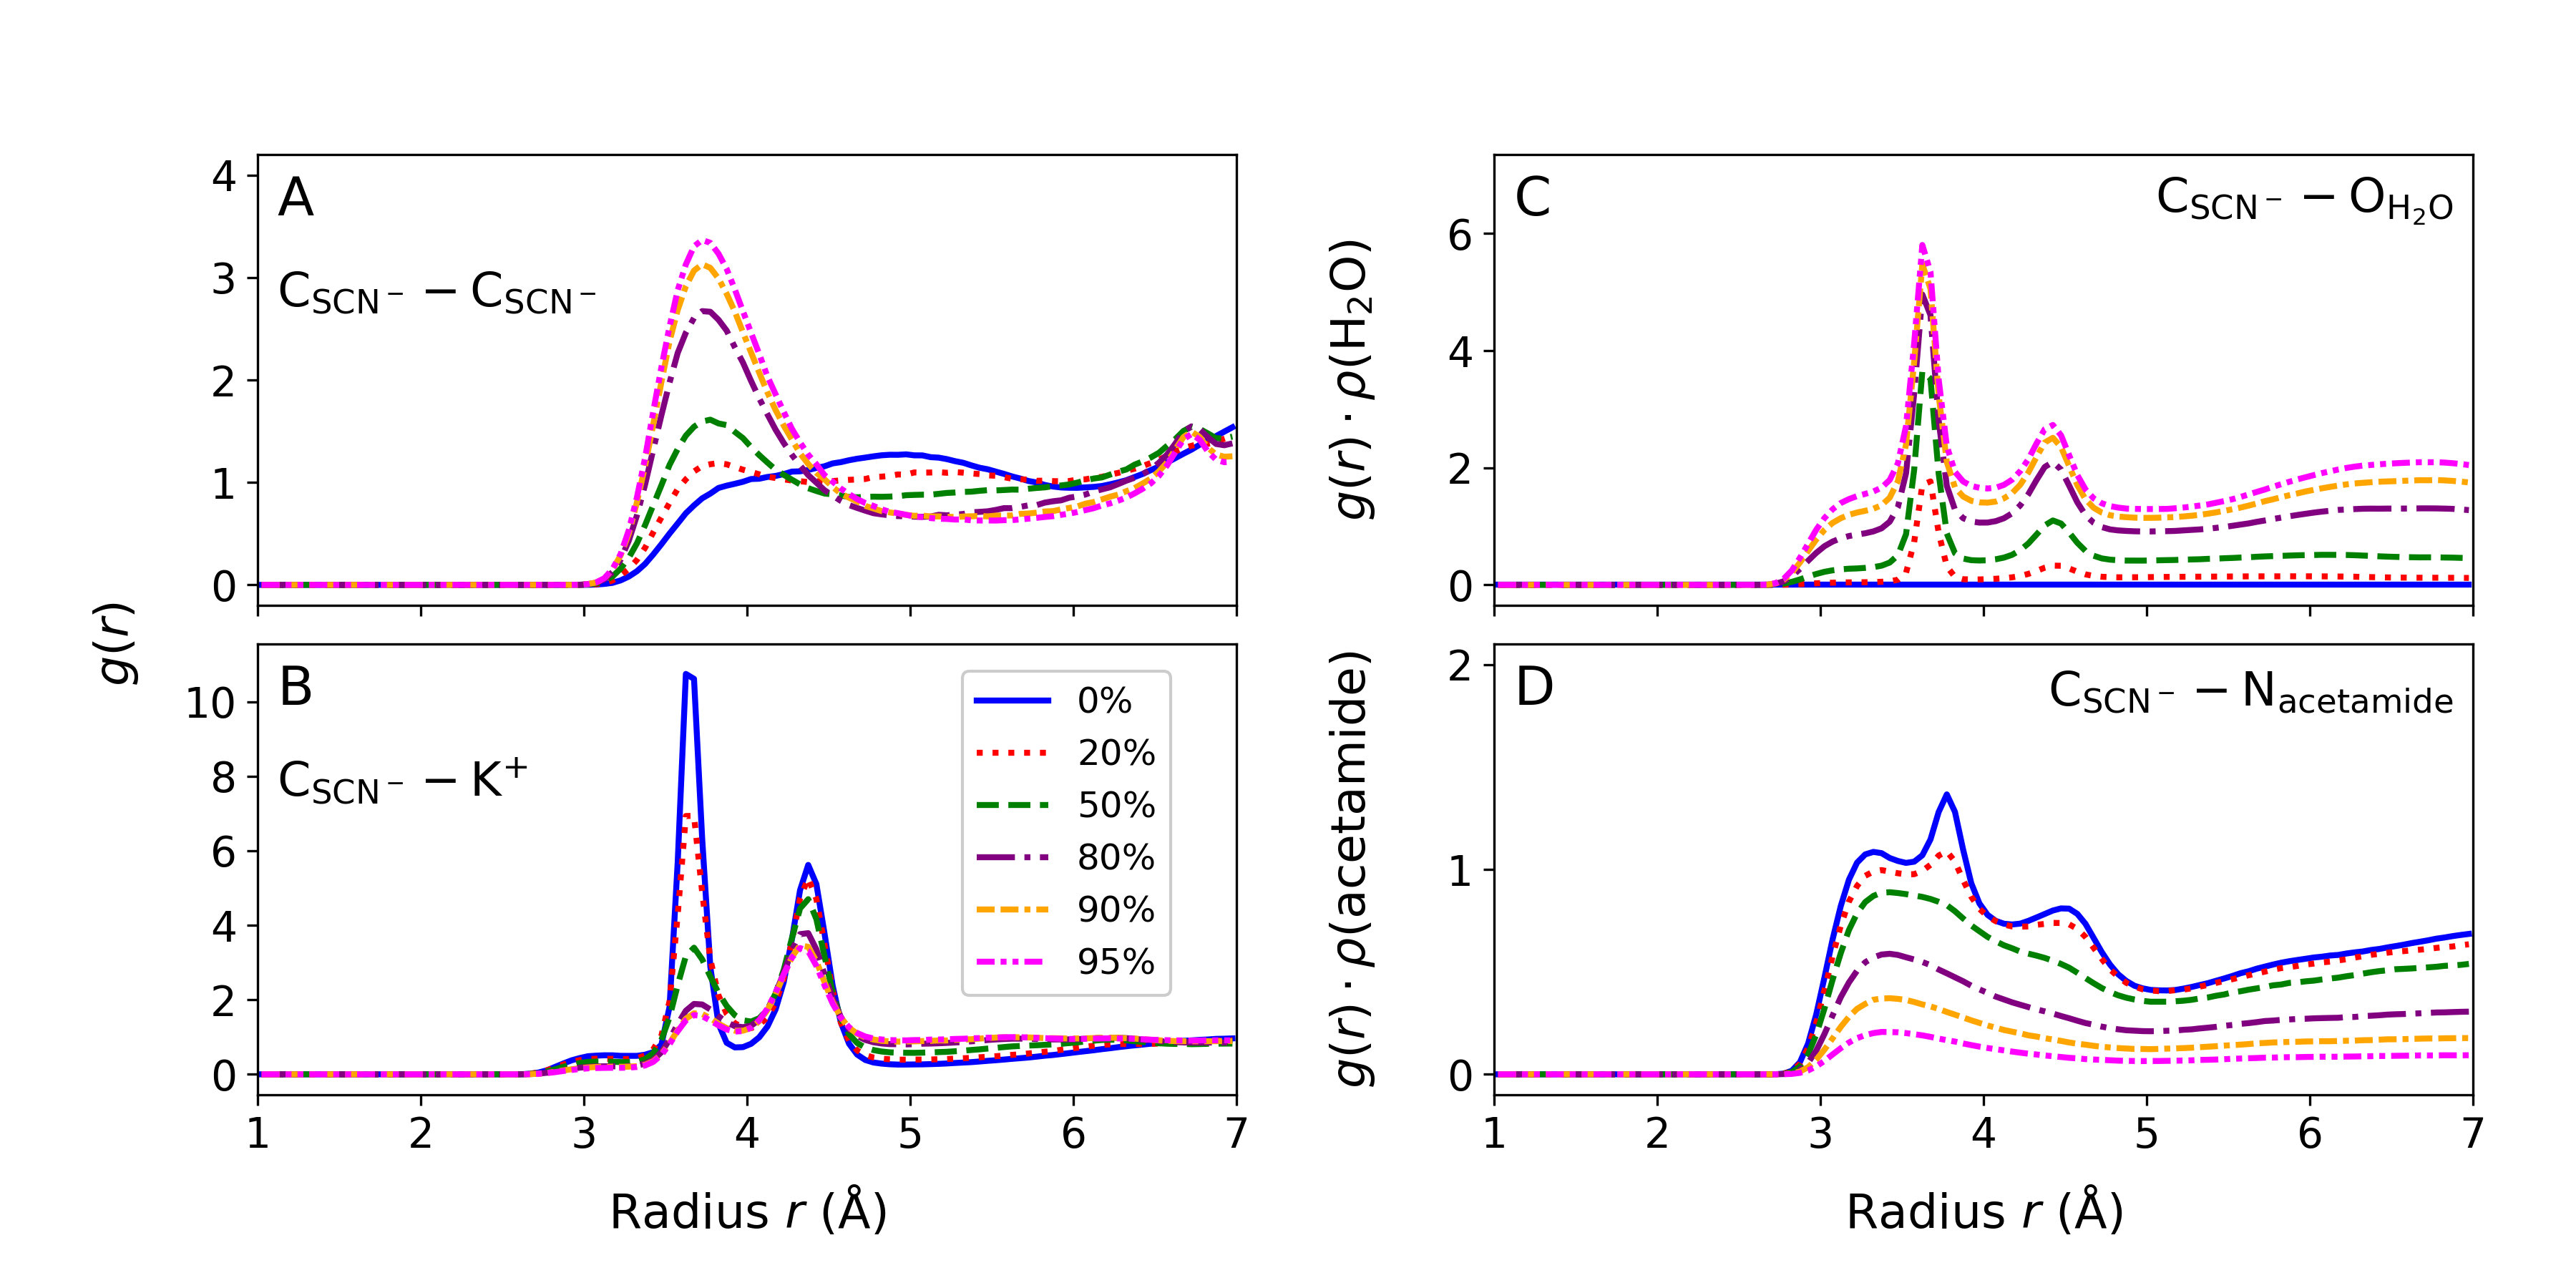 A
C_SCN⁻ − C_SCN⁻
4
3
2
1
0
g(r)
B
C_SCN⁻ − K⁺
10
8
6
4
2
0
0%
20%
50%
80%
90%
95%
1 2 3 4 5 6 7
Radius r (Å)
C
C_SCN⁻ − O_H₂O
g(r) · ρ(H₂O)
6
4
2
0
D
C_SCN⁻ − N_acetamide
g(r) · ρ(acetamide)
2
1
0
1 2 3 4 5 6 7
Radius r (Å)